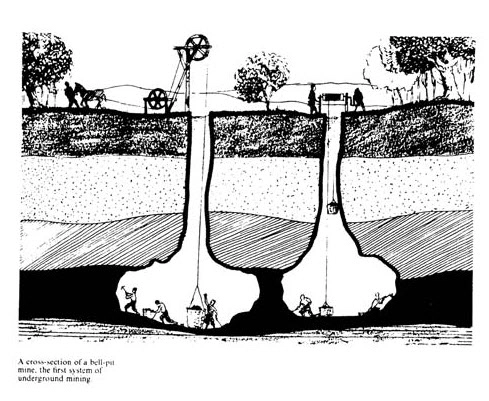 A cross-section of a bell-pit
mine, the first system of
underground mining